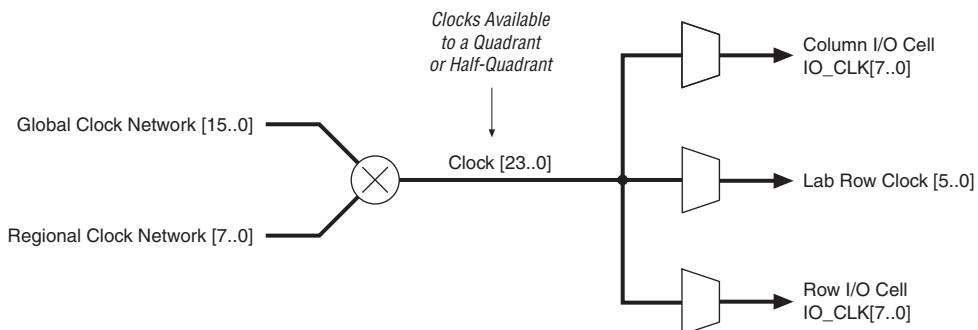 Clocks Available
to a Quadrant
or Half-Quadrant
Column I/O Cell
IO_CLK[7..0]
Global Clock Network [15..0]
Clock [23..0]
Lab Row Clock [5..0]
Regional Clock Network [7..0]
Row I/O Cell
IO_CLK[7..0]